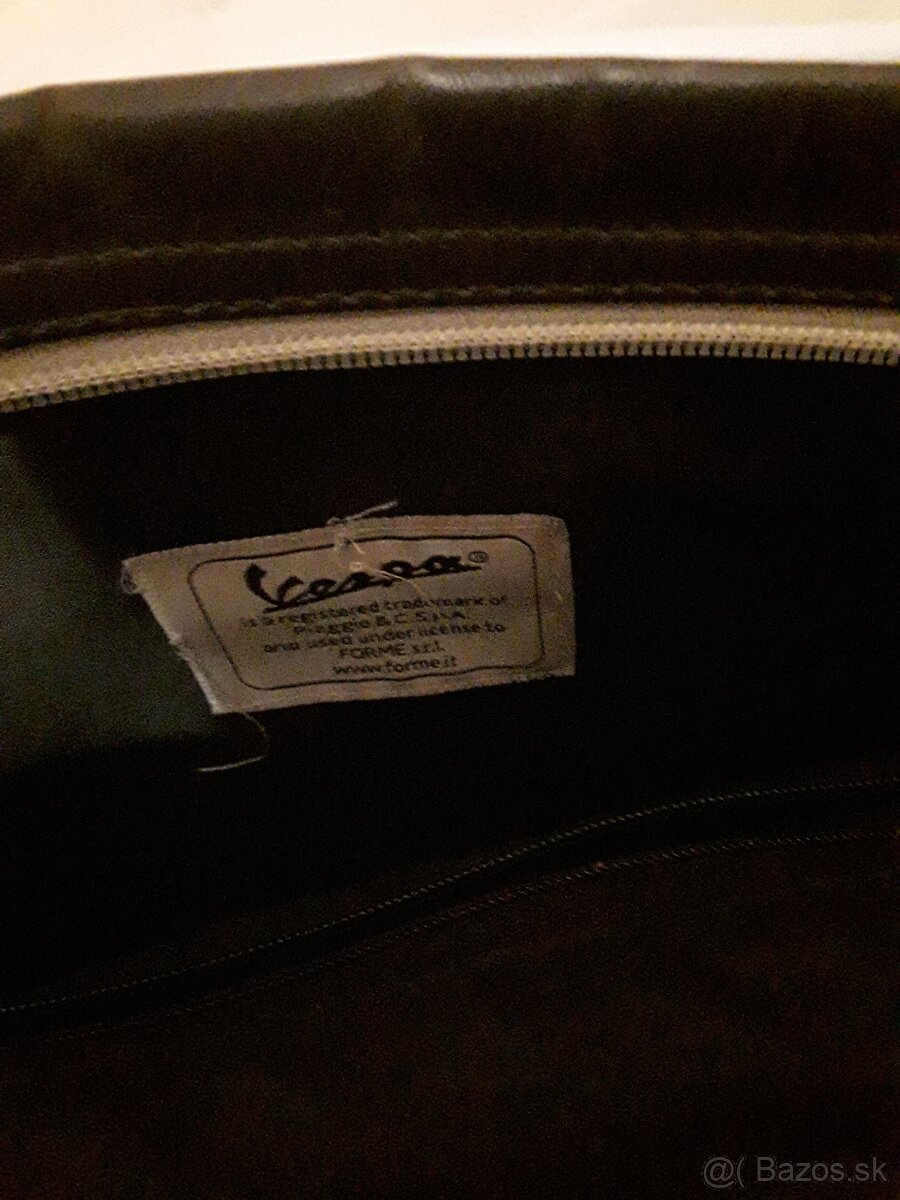 Vespa®
is a registered trademark of
Piaggio & C. S.p.A.
and used under license to
FORME s.r.l.
www.forme.it
@( Bazos.sk